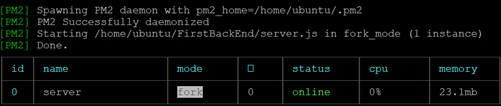 [PM2] Spawning PM2 daemon with pm2_home=/home/ubuntu/.pm2
[PM2] PM2 Successfully daemonized
[PM2] Starting /home/ubuntu/FirstBackEnd/server.js in fork_mode (1 instance)
[PM2] Done.
id name mode status cpu memory
0 server fork 0 online 0% 23.1mb